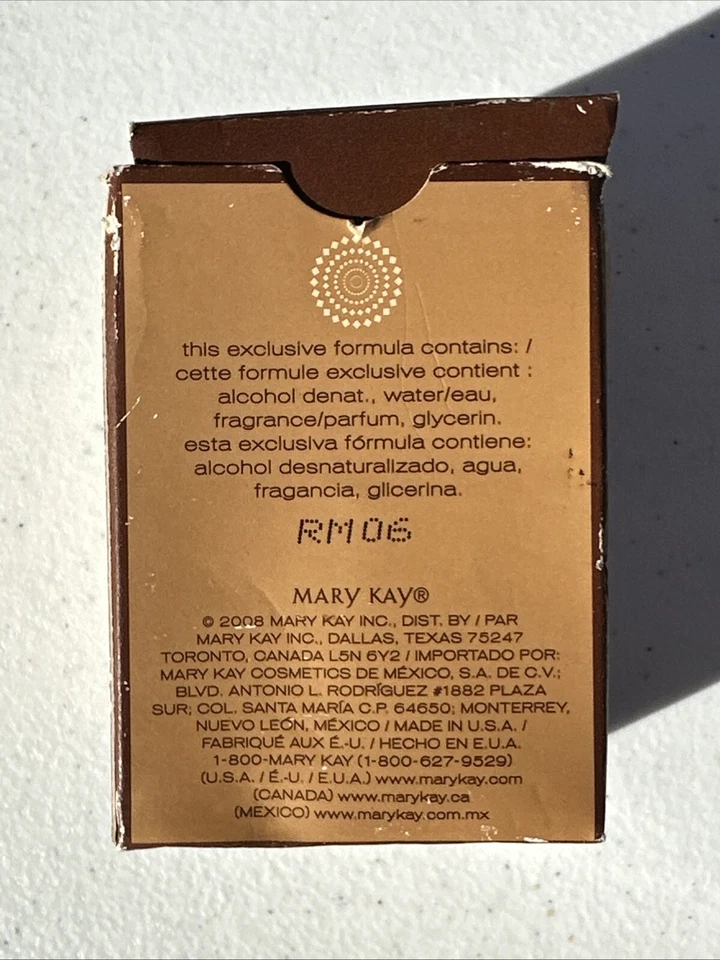 this exclusive formula contains: /
cette formule exclusive contient :
alcohol denat., water/eau,
fragrance/parfum, glycerin.
esta exclusiva fórmula contiene:
alcohol desnaturalizado, agua,
fragancia, glicerina.
RM06
MARY KAY®
© 2008 MARY KAY INC., DIST. BY / PAR
MARY KAY INC., DALLAS, TEXAS 75247
TORONTO, CANADA L5N 6Y2 / IMPORTADO POR:
MARY KAY COSMETICS DE MÉXICO, S.A. DE C.V.;
BLVD. ANTONIO L. RODRÍGUEZ #1882 PLAZA
SUR; COL. SANTA MARÍA C.P. 64650; MONTERREY,
NUEVO LEÓN, MÉXICO / MADE IN U.S.A. /
FABRIQUÉ AUX É.-U. / HECHO EN E.U.A.
1-800-MARY KAY (1-800-627-9529)
(U.S.A. / É.-U. / E.U.A.) www.marykay.com
(CANADA) www.marykay.ca
(MEXICO) www.marykay.com.mx